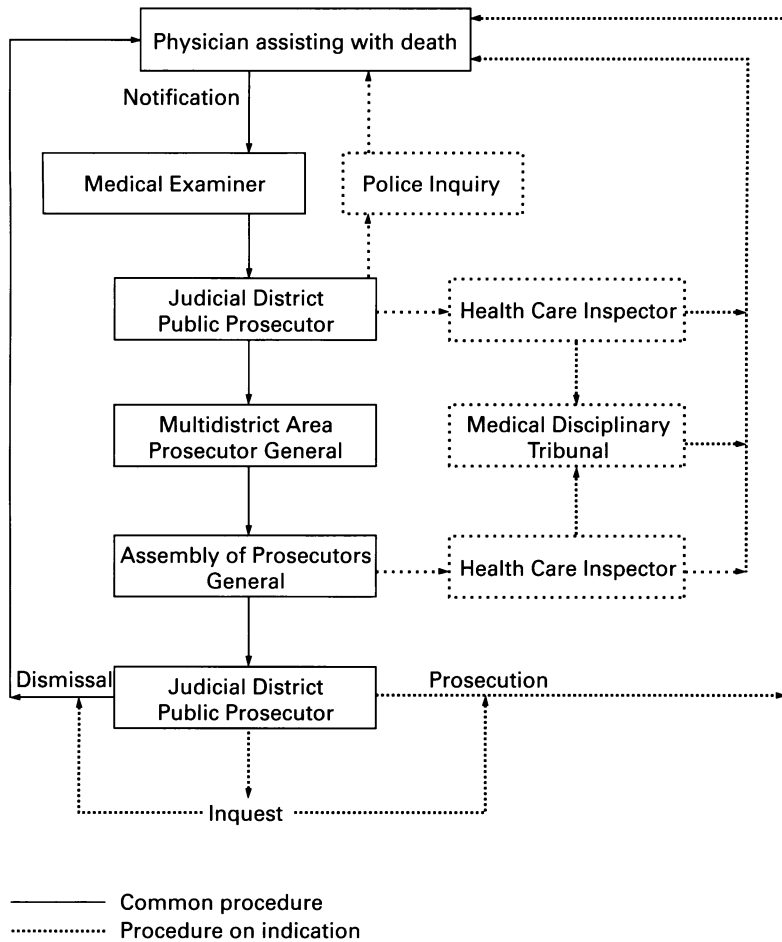 Physician assisting with death
Notification
Medical Examiner
Police Inquiry
Judicial District
Public Prosecutor
Health Care Inspector
Multidistrict Area
Prosecutor General
Medical Disciplinary
Tribunal
Assembly of Prosecutors
General
Health Care Inspector
Dismissal
Judicial District
Public Prosecutor
Prosecution
Inquest
Common procedure
Procedure on indication